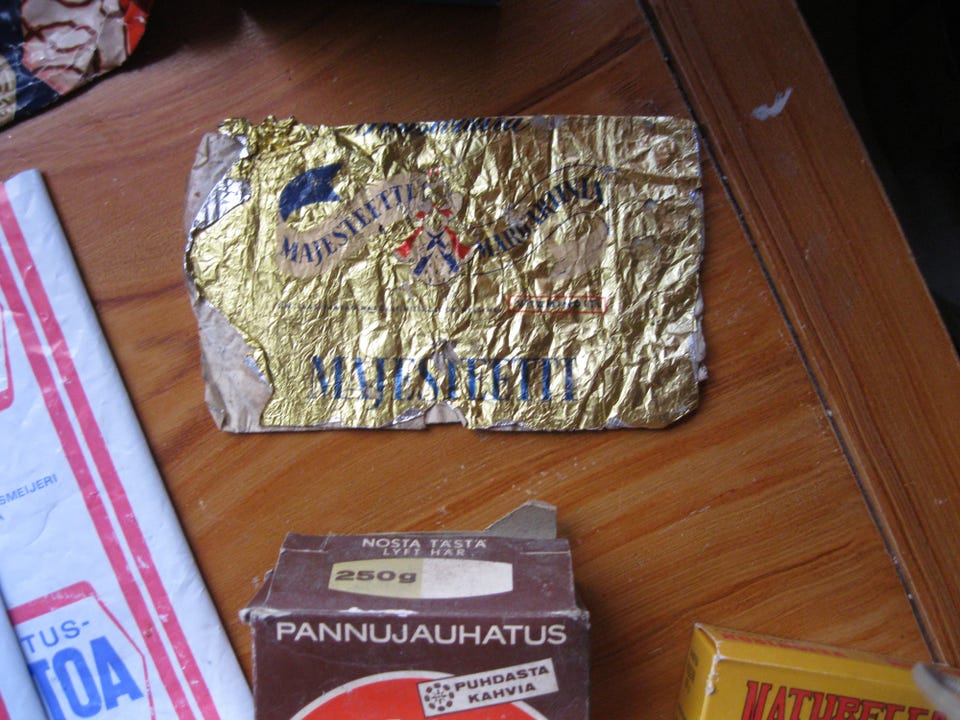 MAJESTEETTI
MARGARIINIA
MAJESTEETTI
SMEIJERI
TUS-
TOA
NOSTA TÄSTÄ
LYFT HÄR
250g
PANNUJAUHATUS
PUHDASTA
KAHVIA